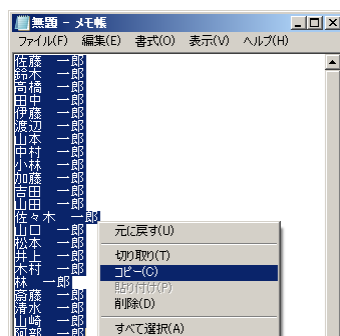 無題 - メモ帳
ファイル(F) 編集(E) 書式(O) 表示(V) ヘルプ(H)
佐藤　一郎
鈴木　一郎
高橋　一郎
田中　一郎
伊藤　一郎
渡辺　一郎
山本　一郎
中村　一郎
小林　一郎
加藤　一郎
吉田　一郎
山田　一郎
佐々木　一郎
山口　一郎
松本　一郎
井上　一郎
木村　一郎
林　一郎
斎藤　一郎
清水　一郎
山崎　一郎
阿部　一郎
元に戻す(U)
切り取り(T)
コピー(C)
貼り付け(P)
削除(D)
すべて選択(A)